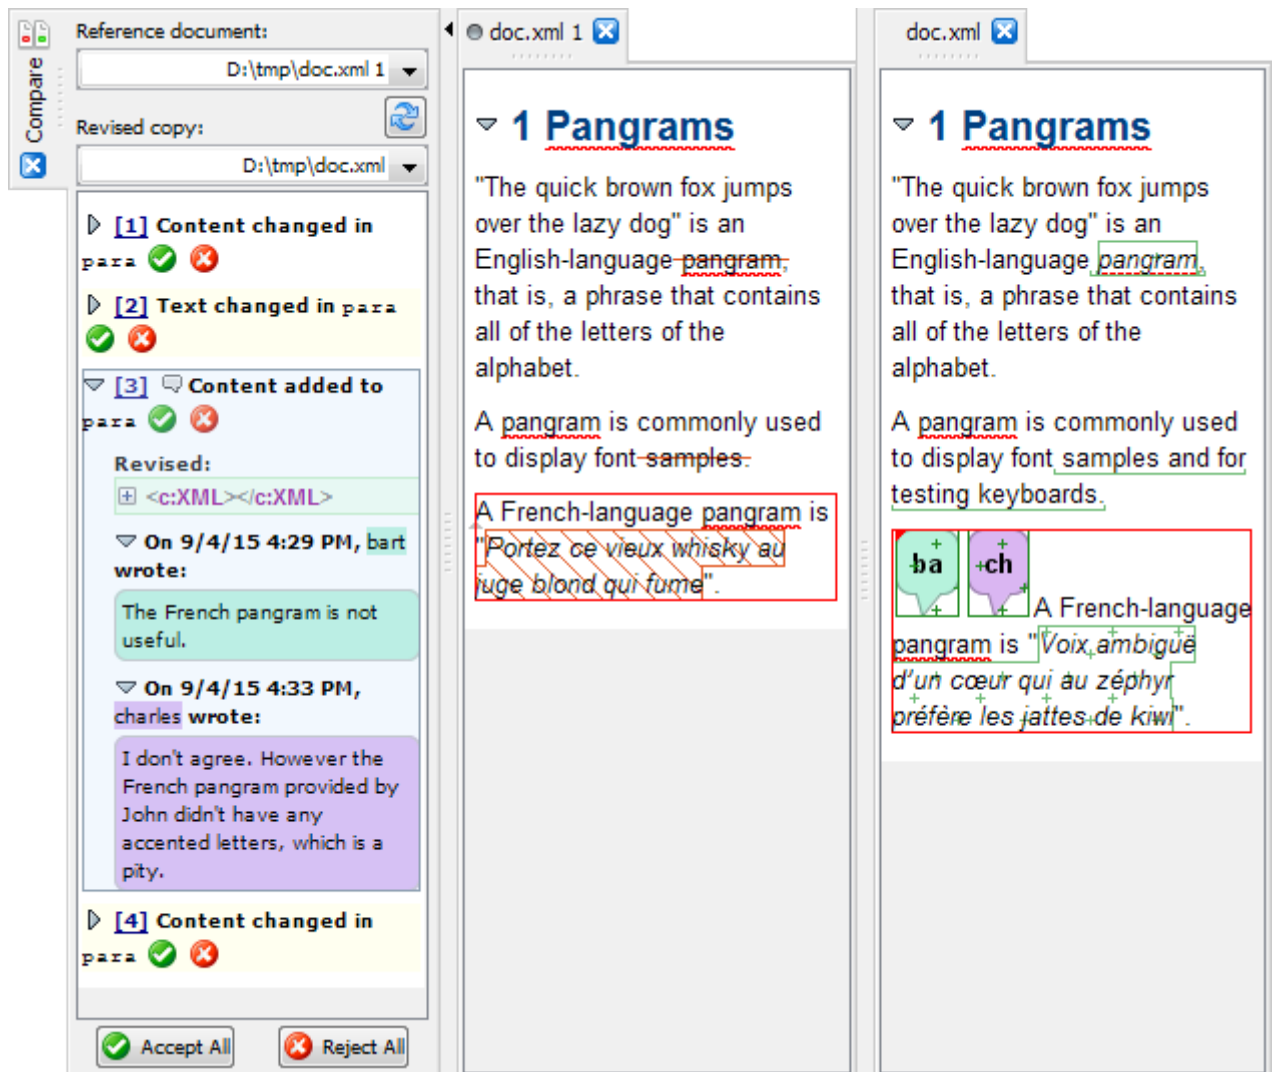 Compare
Reference document:
D:\tmp\doc.xml 1
Revised copy:
D:\tmp\doc.xml
[1] Content changed in
para
[2] Text changed in para
[3] Content added to
para
Revised:
<c:XML></c:XML>
On 9/4/15 4:29 PM, bart
wrote:
The French pangram is not
useful.
On 9/4/15 4:33 PM,
charles wrote:
I don't agree. However the
French pangram provided by
John didn't have any
accented letters, which is a
pity.
[4] Content changed in
para
Accept All
Reject All
doc.xml 1
1 Pangrams
"The quick brown fox jumps
over the lazy dog" is an
English-language pangram,
that is, a phrase that contains
all of the letters of the
alphabet.
A pangram is commonly used
to display font samples.
A French-language pangram is
"Portez ce vieux whisky au
juge blond qui fume".
doc.xml
1 Pangrams
"The quick brown fox jumps
over the lazy dog" is an
English-language pangram,
that is, a phrase that contains
all of the letters of the
alphabet.
A pangram is commonly used
to display font samples and for
testing keyboards.
ba ch A French-language
pangram is "Voix ambiguë
d'un cœur qui au zéphyr
préfère les jattes de kiwi".